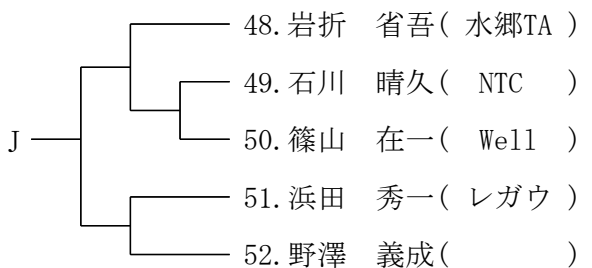 48. 岩折　省吾( 水郷TA )
49. 石川　晴久( NTC )
J
50. 篠山　在一( Well )
51. 浜田　秀一( レガウ )
52. 野澤　義成( )